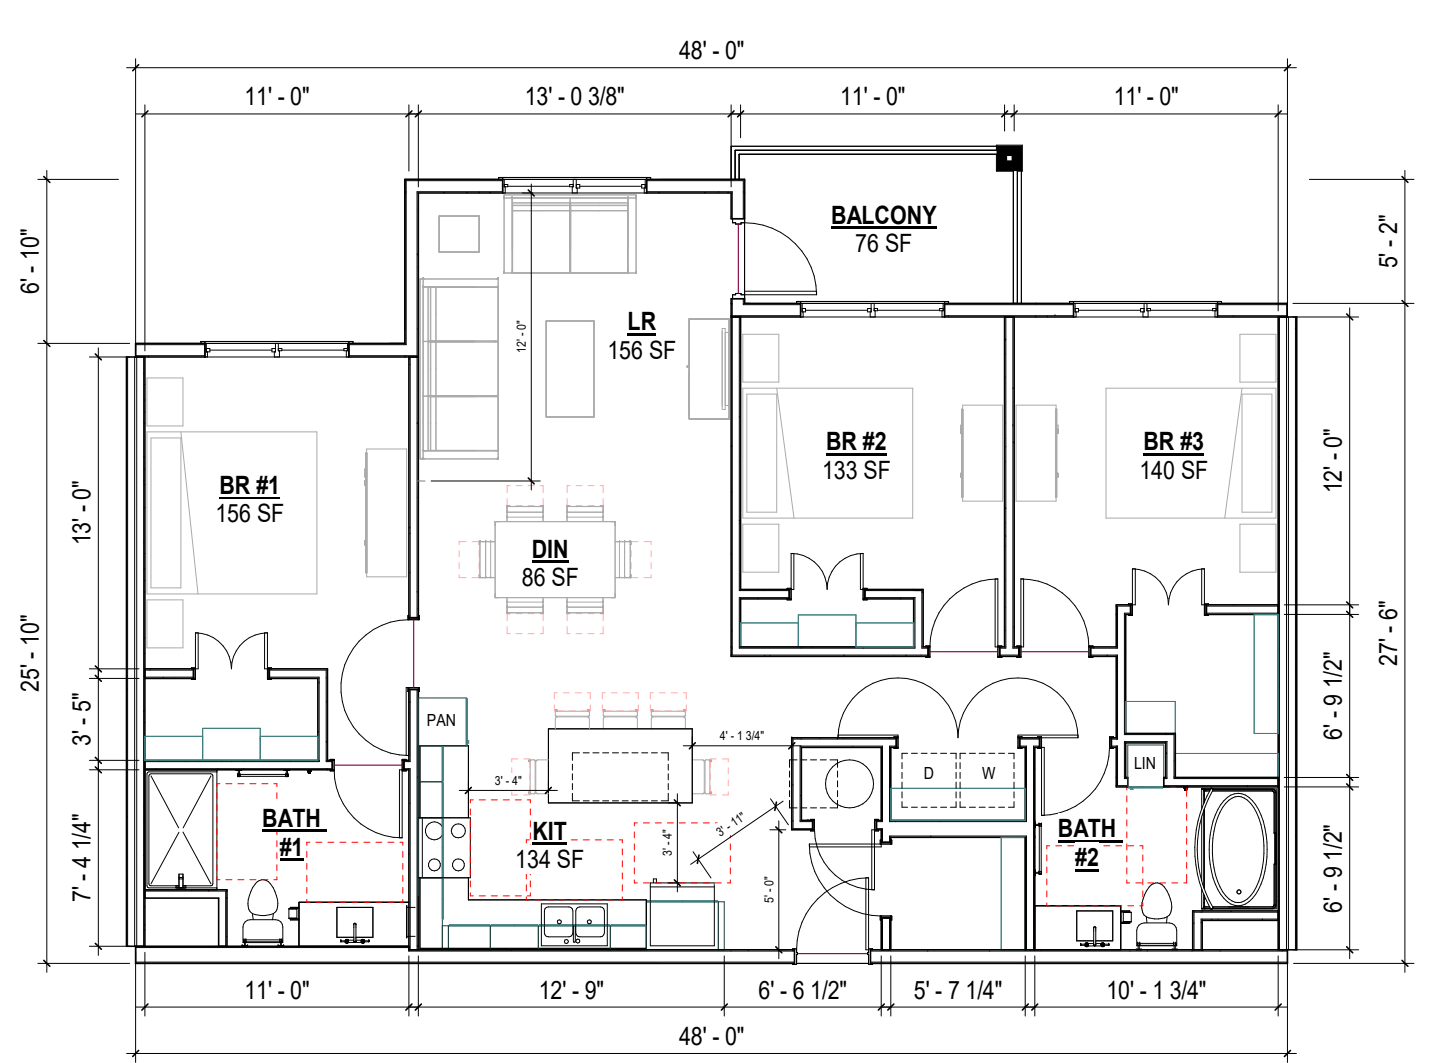 48' - 0"
11' - 0"
13' - 0 3/8"
11' - 0"
11' - 0"
6' - 10"
25' - 10"
13' - 0"
3' - 5"
7' - 4 1/4"
5' - 2"
27' - 6"
12' - 0"
6' - 9 1/2"
6' - 9 1/2"
BALCONY
76 SF
LR
156 SF
12' - 0"
BR #1
156 SF
DIN
86 SF
BR #2
133 SF
BR #3
140 SF
PAN
4' - 1 3/4"
3' - 4"
3' - 4"
3' - 11"
5' - 0"
D
W
LIN
BATH
#1
KIT
134 SF
BATH
#2
11' - 0"
12' - 9"
6' - 6 1/2"
5' - 7 1/4"
10' - 1 3/4"
48' - 0"